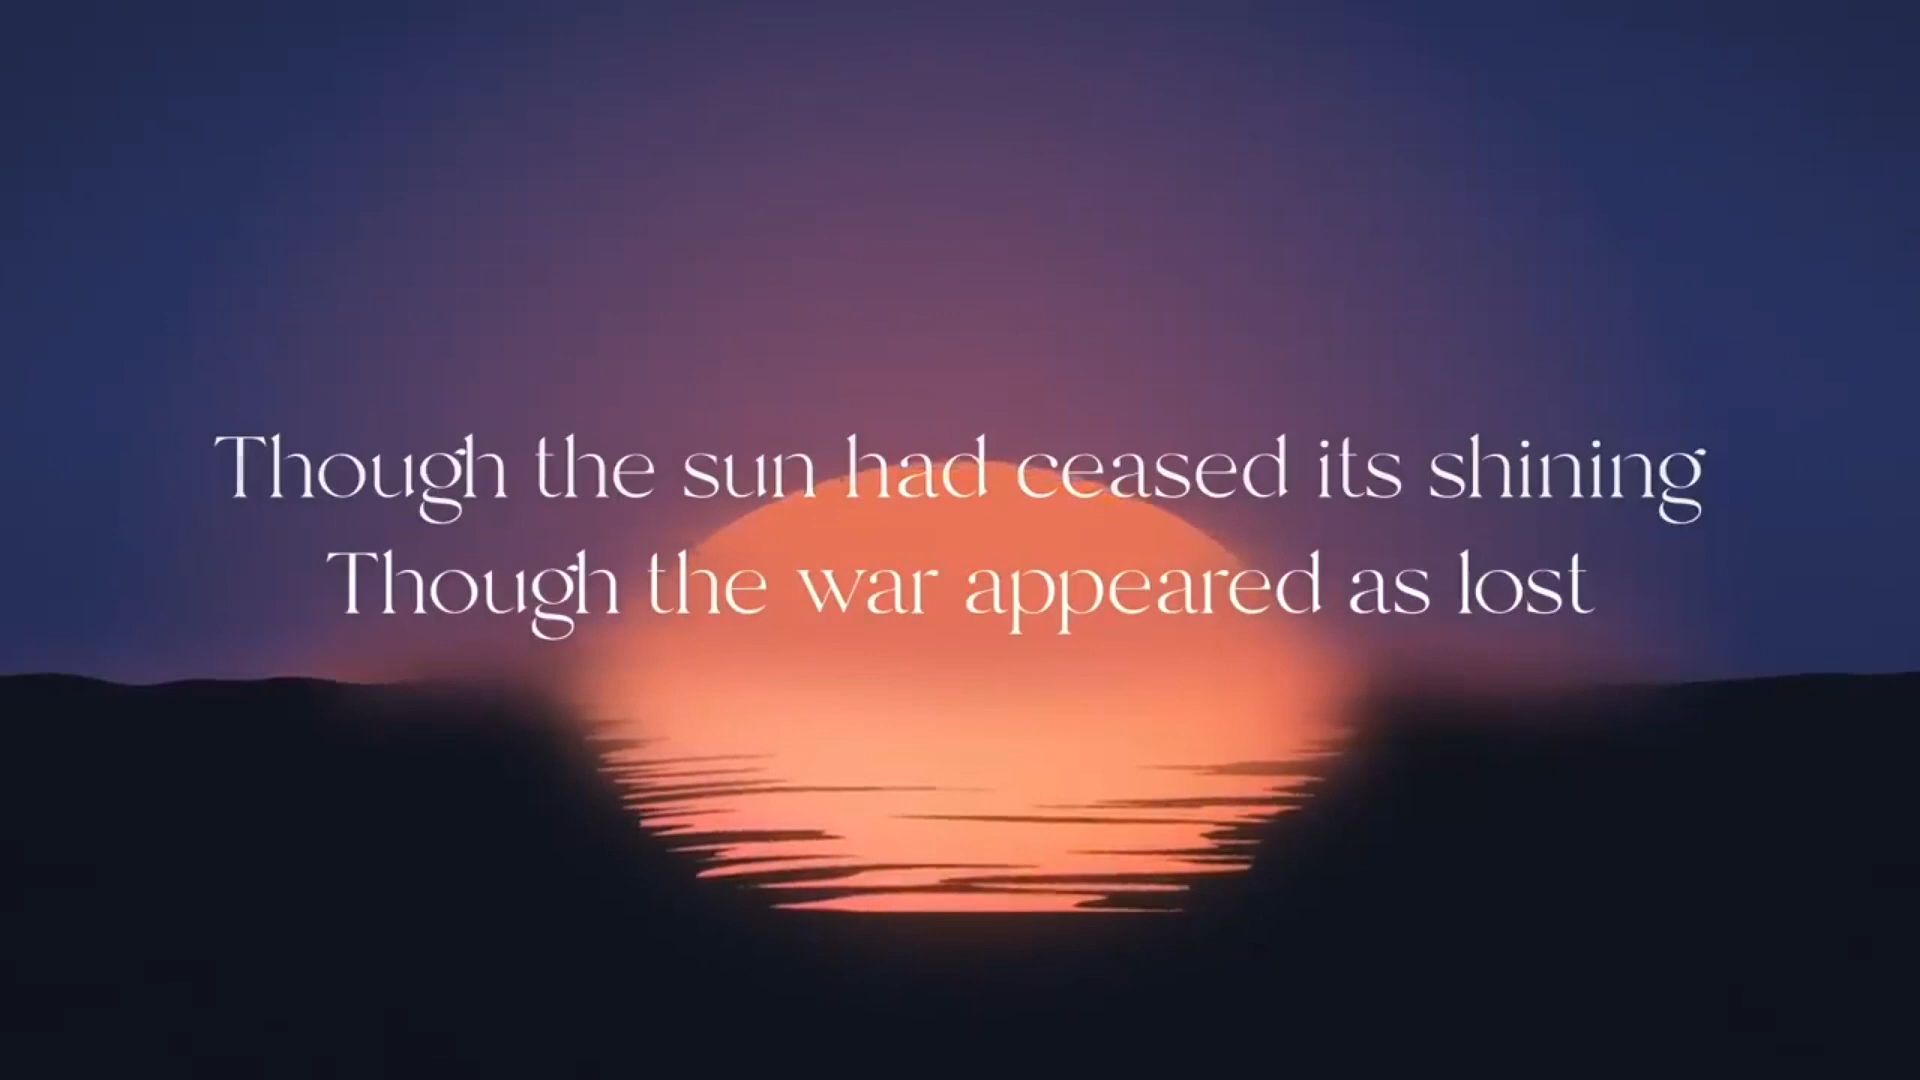 Though the sun had ceased its shining
Though the war appeared as lost